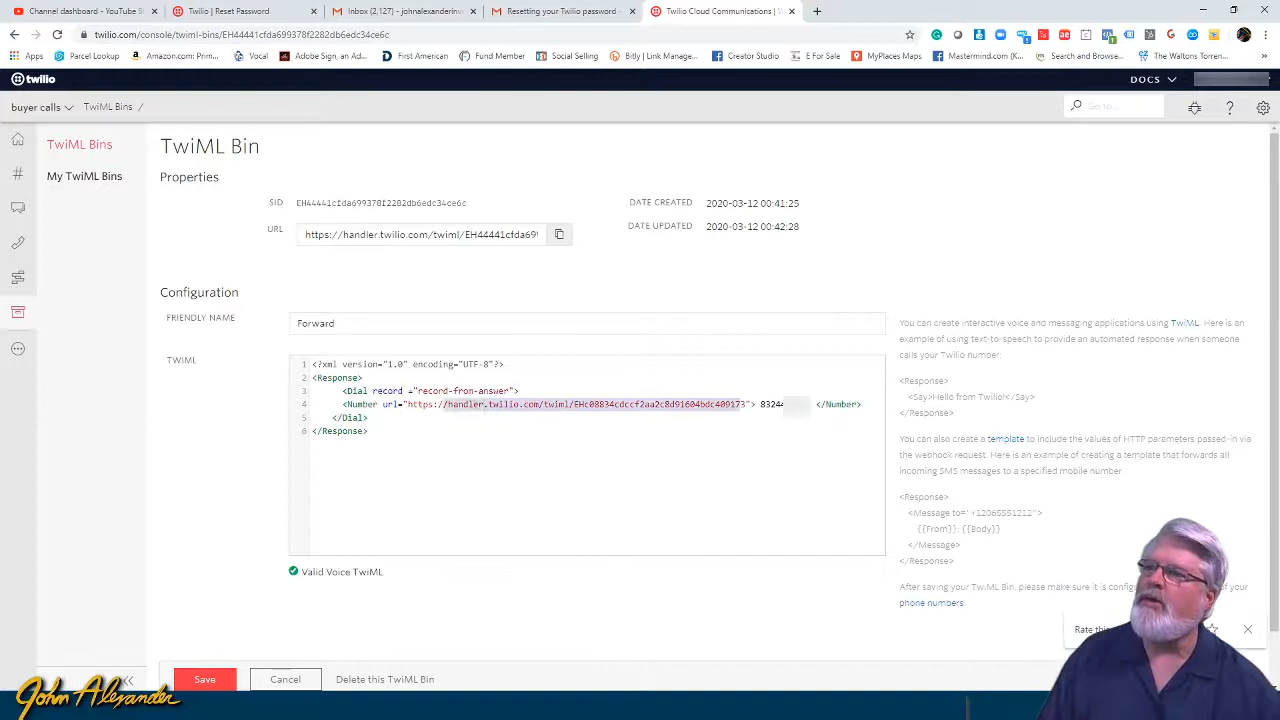 Channel dashboard - YouTube S
Twilio | Reset Password
Inbox (2,127) - johnalexanderinv
Resetting your Twilio password -
Twilio Cloud Communications |
twilio.com/console/twiml-bins/EH44441cfda699378f2282db6edc34ce6c
Apps
Parcel Lookup
Amazon.com: Prim...
Vocal
Adobe Sign, an Ad...
First American
Fund Member
Social Selling
Bitly | Link Manage...
Creator Studio
E For Sale
MyPlaces Maps
Mastermind.com (K...
Search and Browse...
The Waltons Torren...
twilio
DOCS
buyer calls
TwiML Bins /
Go to...
TwiML Bins
My TwiML Bins
TwiML Bin
Properties
SID
EH44441cfda699378f2282db6edc34ce6c
DATE CREATED
2020-03-12 00:41:25
URL
https://handler.twilio.com/twiml/EH44441cfda69
DATE UPDATED
2020-03-12 00:42:28
Configuration
FRIENDLY NAME
Forward
TWIML
1 <?xml version="1.0" encoding="UTF-8"?>
2 <Response>
3 <Dial record ="record-from-answer">
4 <Number url="https://handler.twilio.com/twiml/EHc08834cdccf2aa2c8d91604bdc409173"> 8324 </Number>
5 </Dial>
6 </Response>
Valid Voice TwiML
You can create interactive voice and messaging applications using TwiML. Here is an
example of using text-to-speech to provide an automated response when someone
calls your Twilio number:
<Response>
<Say>Hello from Twilio!</Say>
</Response>
You can also create a template to include the values of HTTP parameters passed-in via
the webhook request. Here is an example of creating a template that forwards all
incoming SMS messages to a specified mobile number
<Response>
<Message to="+12065551212">
{{From}}: {{Body}}
</Message>
</Response>
After saving your TwiML Bin, please make sure it is of your
phone numbers
Rate
Save
Cancel
Delete this TwiML Bin
John Alexander